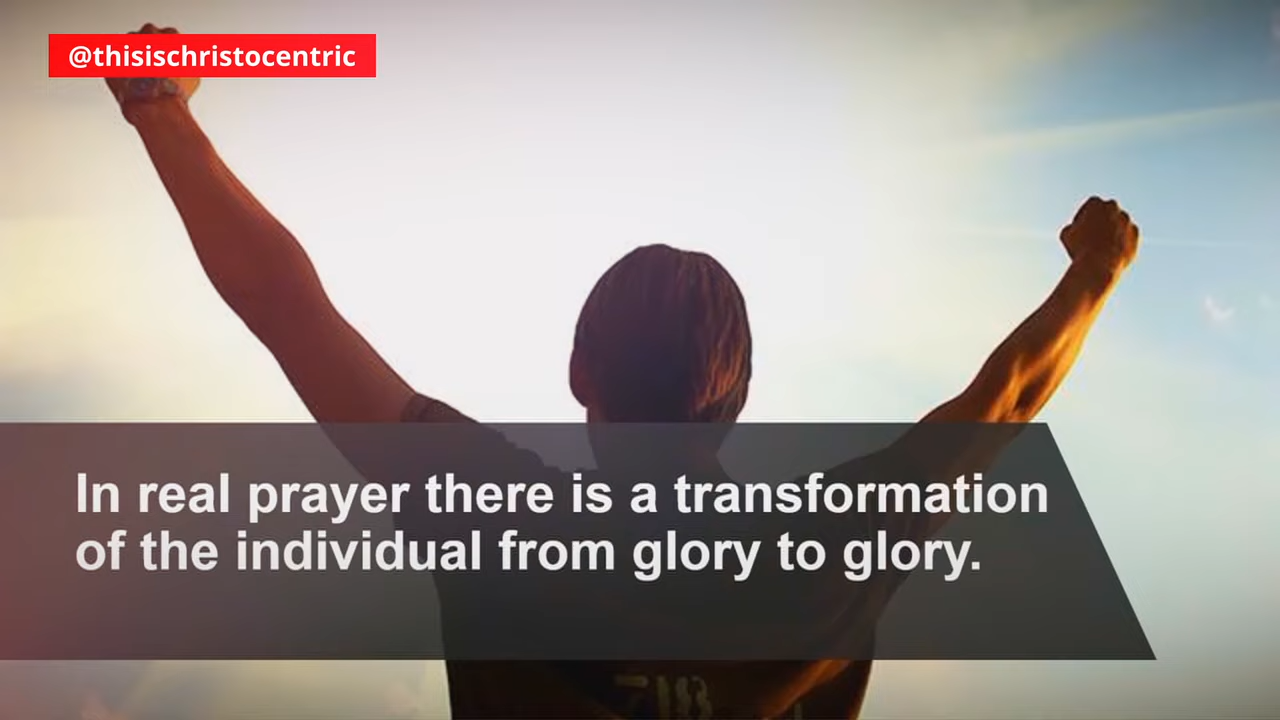 @thisischristocentric
In real prayer there is a transformation
of the individual from glory to glory.